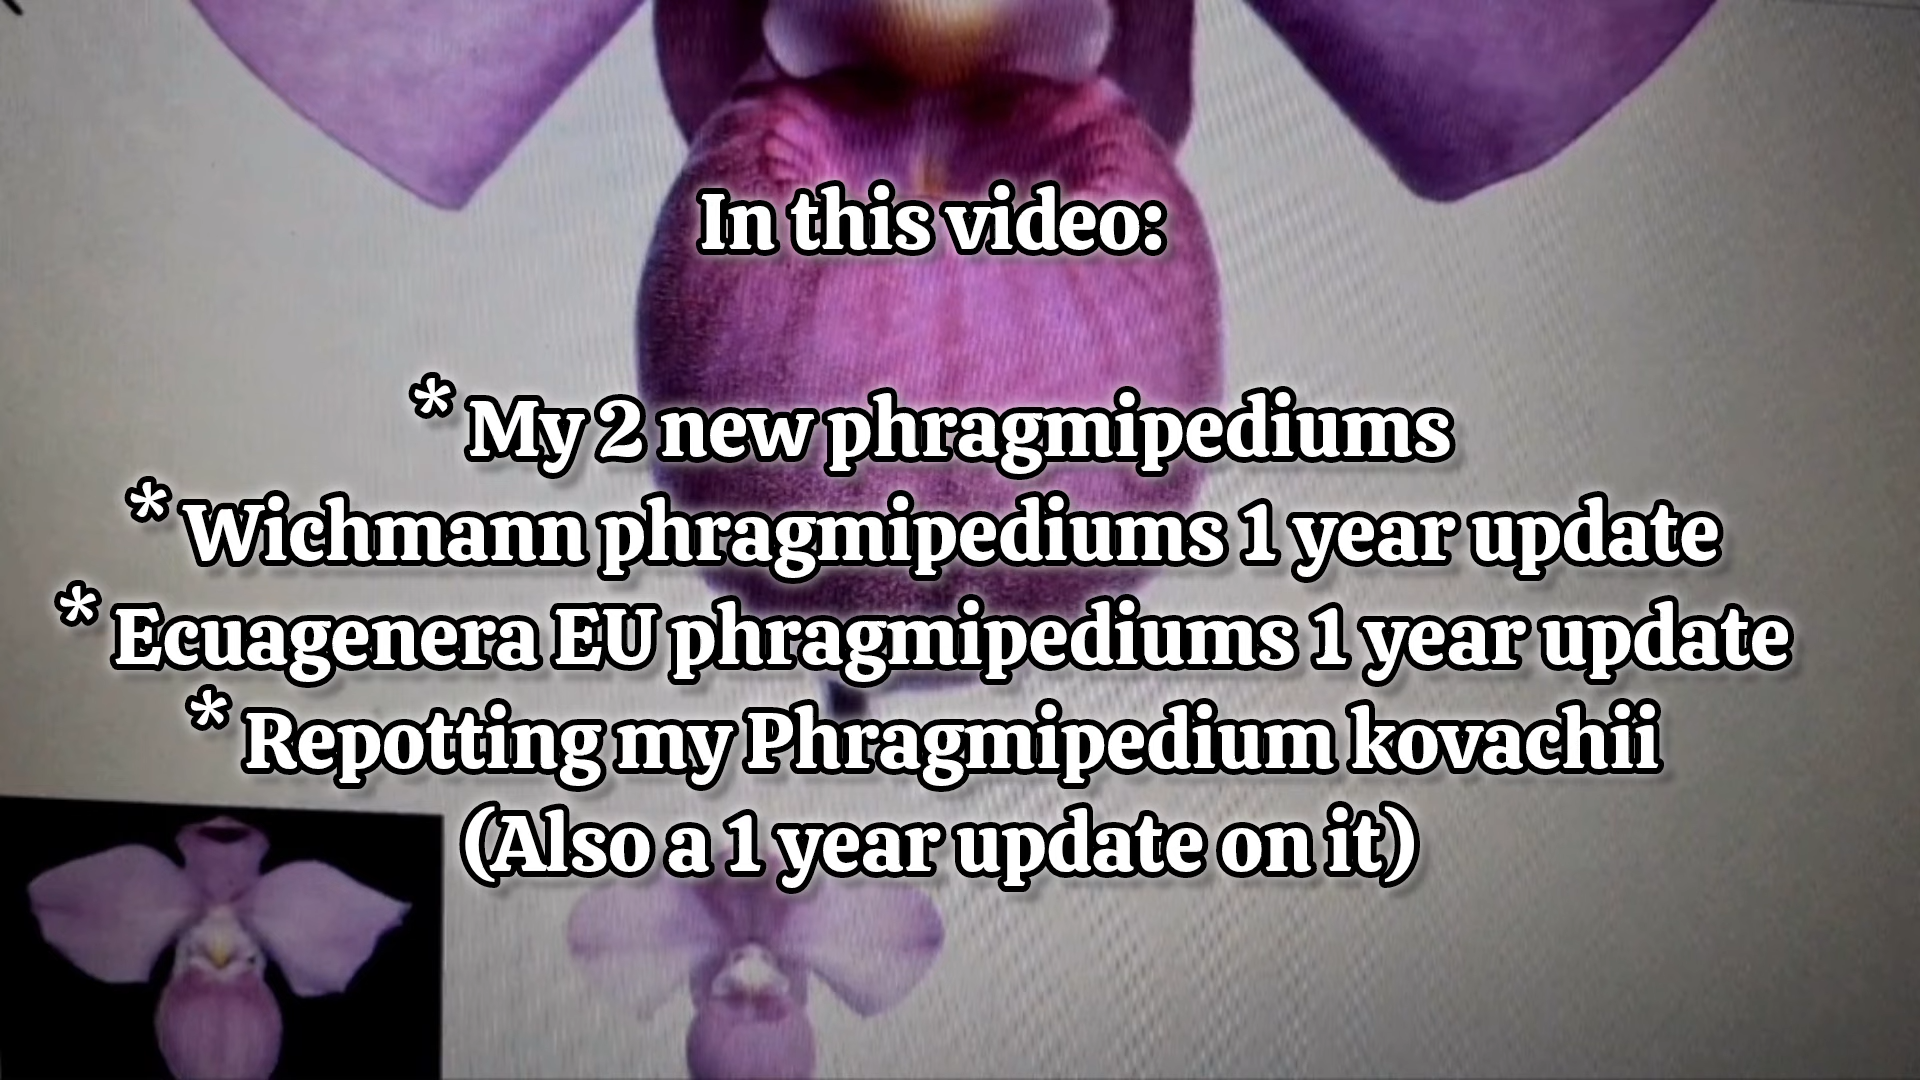 In this video:
* My 2 new phragmipediums
* Wichmann phragmipediums 1 year update
* Ecuagenera EU phragmipediums 1 year update
* Repotting my Phragmipedium kovachii
(Also a 1 year update on it)